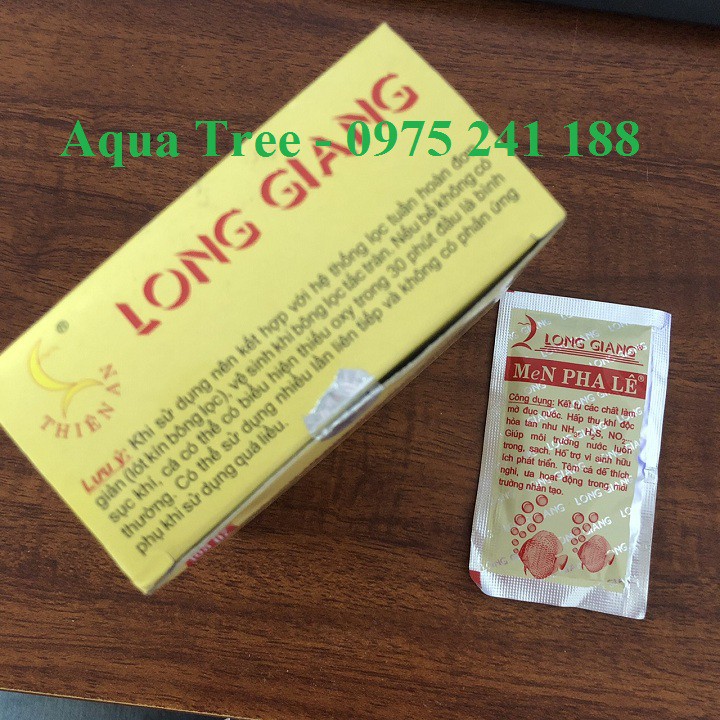 Aqua Tree - 0975 241 188
LONG GIANG
®
THIÊN ÂN
Lưu ý: Khi sử dụng nên kết hợp với hệ thống lọc tuần hoàn đơn
giản (lót kín bông lọc), vệ sinh khi bông lọc tắc tràn. Nếu bể không có
sục khí, cá có thể có biểu hiện thiếu oxy trong 30 phút đầu là bình
thường. Có thể sử dụng nhiều lần liên tiếp và không có phản ứng
phụ khi sử dụng quá liều.
LONG GIANG
MeN PHA LÊ®
Công dụng: Kết tụ các chất làm
mờ đục nước. Hấp thụ khí độc
hòa tan như NH3, H2S, NO2...
Giúp môi trường nước luôn
trong, sạch. Hỗ trợ vi sinh hữu
ích phát triển. Tôm cá dễ thích
nghi, ưa hoạt động trong môi
trường nhân tạo.